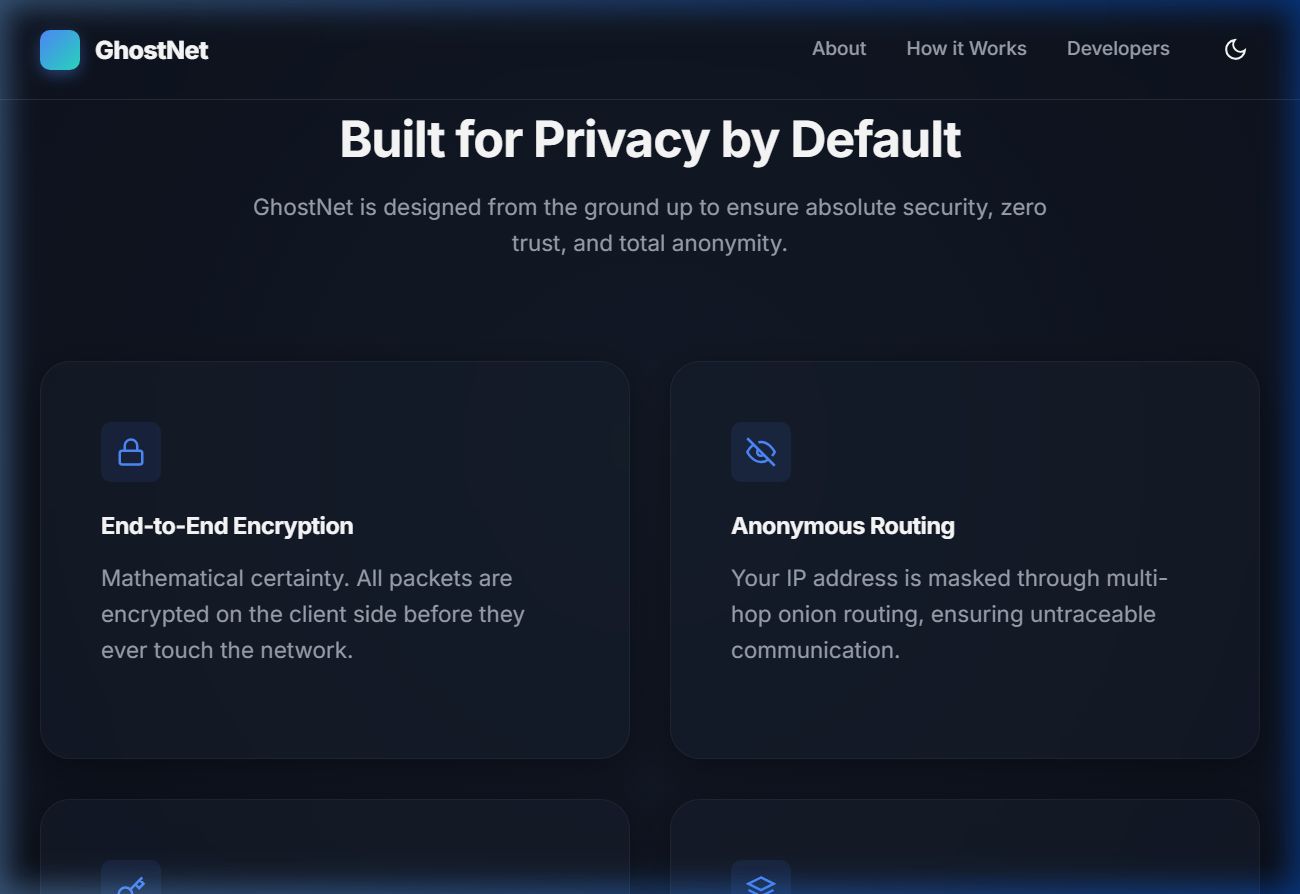 GhostNet
About
How it Works
Developers
Built for Privacy by Default
GhostNet is designed from the ground up to ensure absolute security, zero
trust, and total anonymity.
End-to-End Encryption
Mathematical certainty. All packets are
encrypted on the client side before they
ever touch the network.
Anonymous Routing
Your IP address is masked through multi-
hop onion routing, ensuring untraceable
communication.